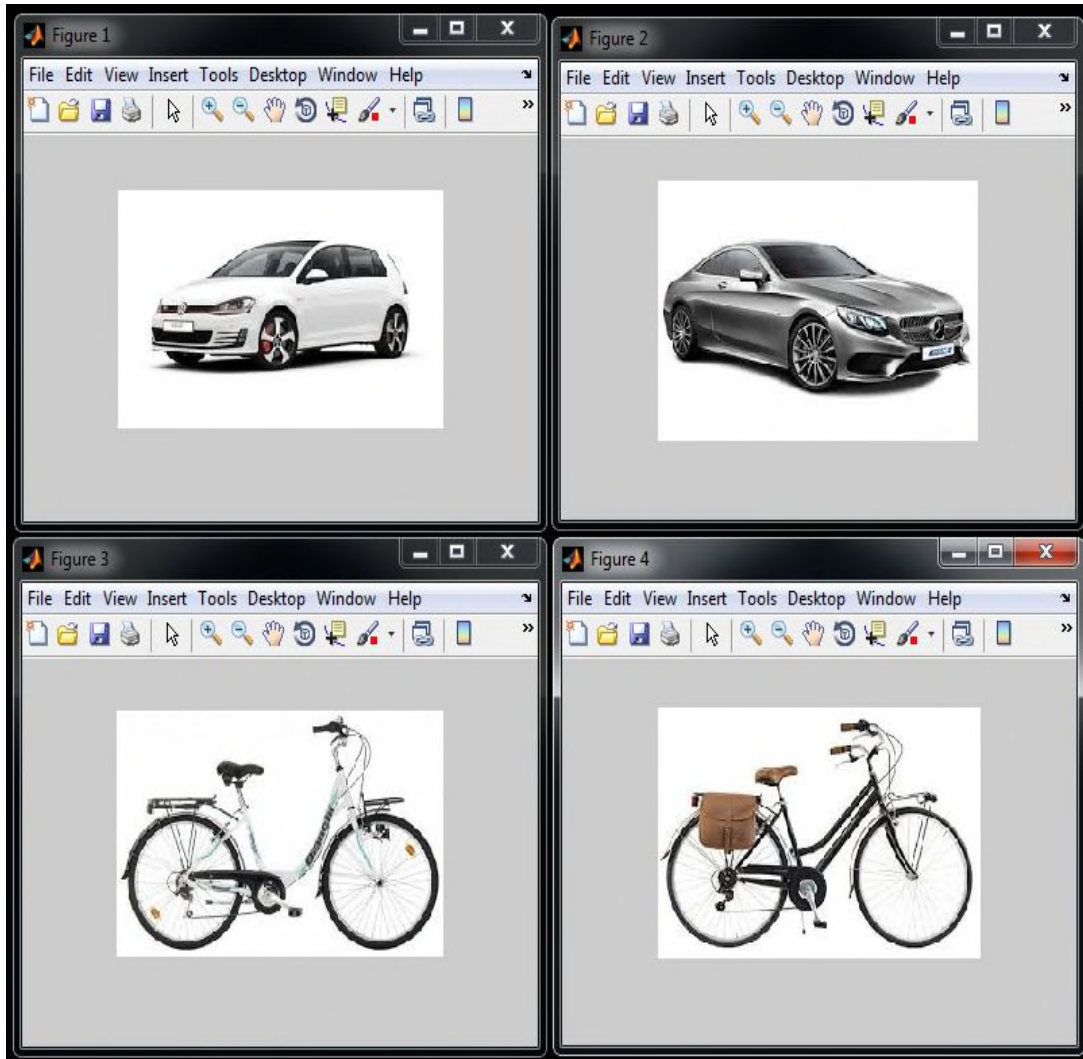 Figure 1
File Edit View Insert Tools Desktop Window Help
Figure 2
File Edit View Insert Tools Desktop Window Help
Figure 3
File Edit View Insert Tools Desktop Window Help
Figure 4
File Edit View Insert Tools Desktop Window Help